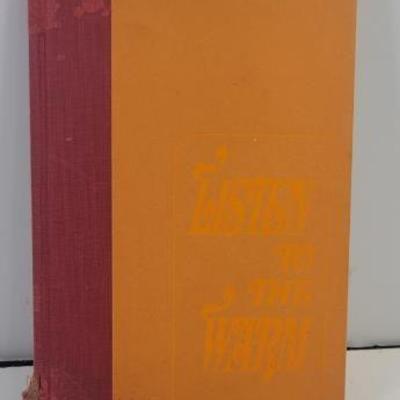 LISTEN
TO
THE
WARM